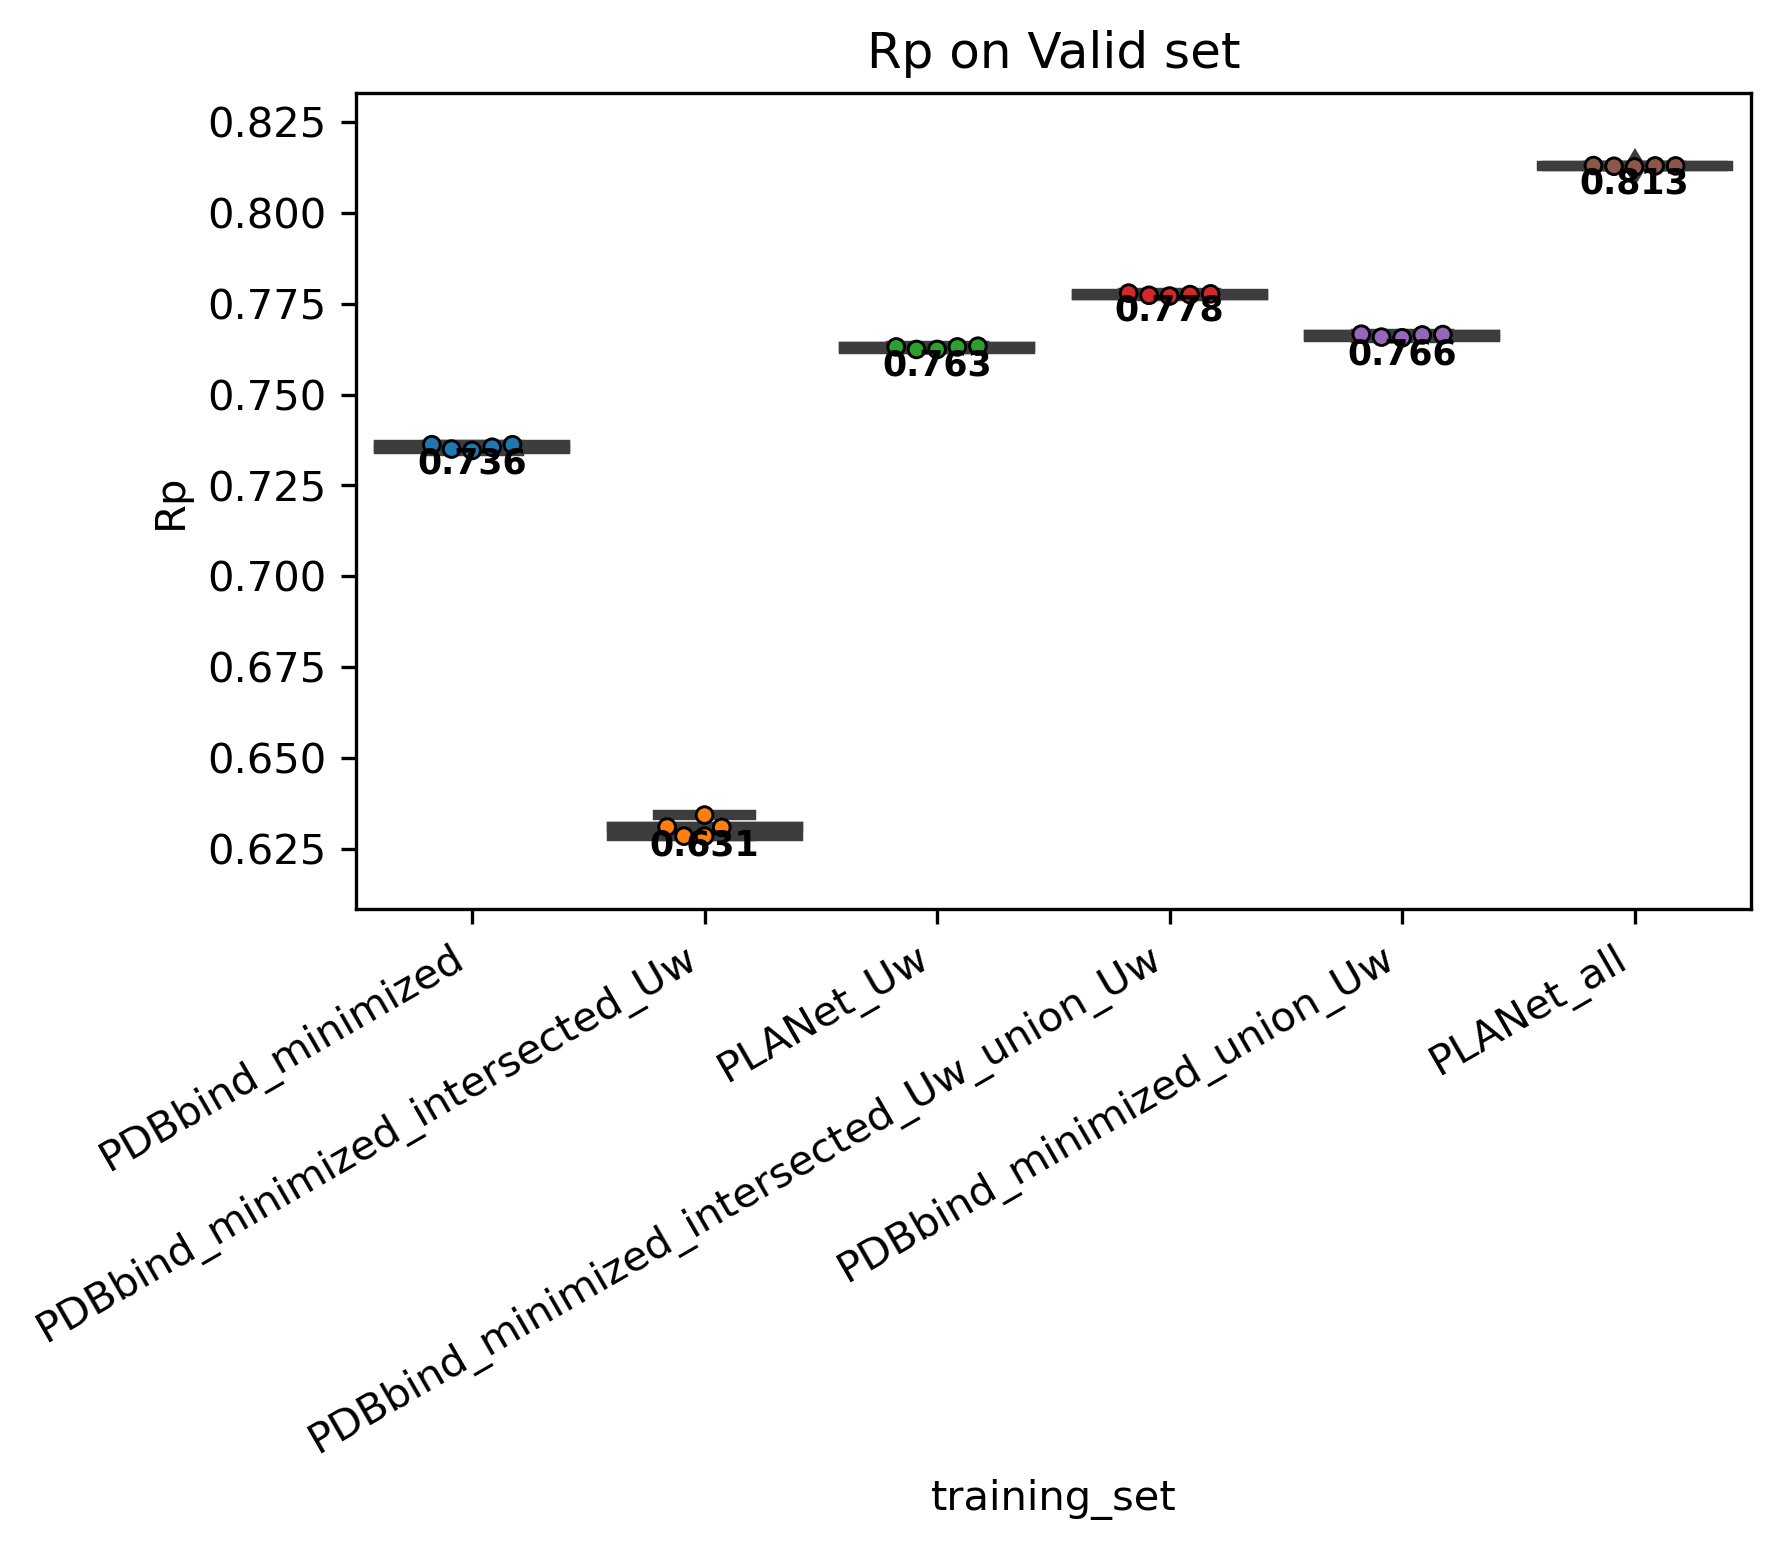 Rp on Valid set
0.825
0.800
0.775
0.750
0.725
0.700
0.675
0.650
0.625
Rp
0.736
0.631
0.763
0.778
0.766
0.813
PDBbind_minimized
PDBbind_minimized_intersected_Uw
PLANet_Uw
PDBbind_minimized_intersected_Uw_union_Uw
PDBbind_minimized_union_Uw
PLANet_all
training_set